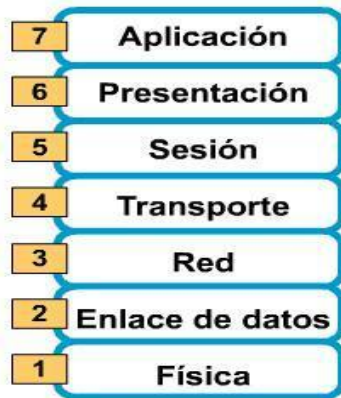 7 Aplicación
6 Presentación
5 Sesión
4 Transporte
3 Red
2 Enlace de datos
1 Física